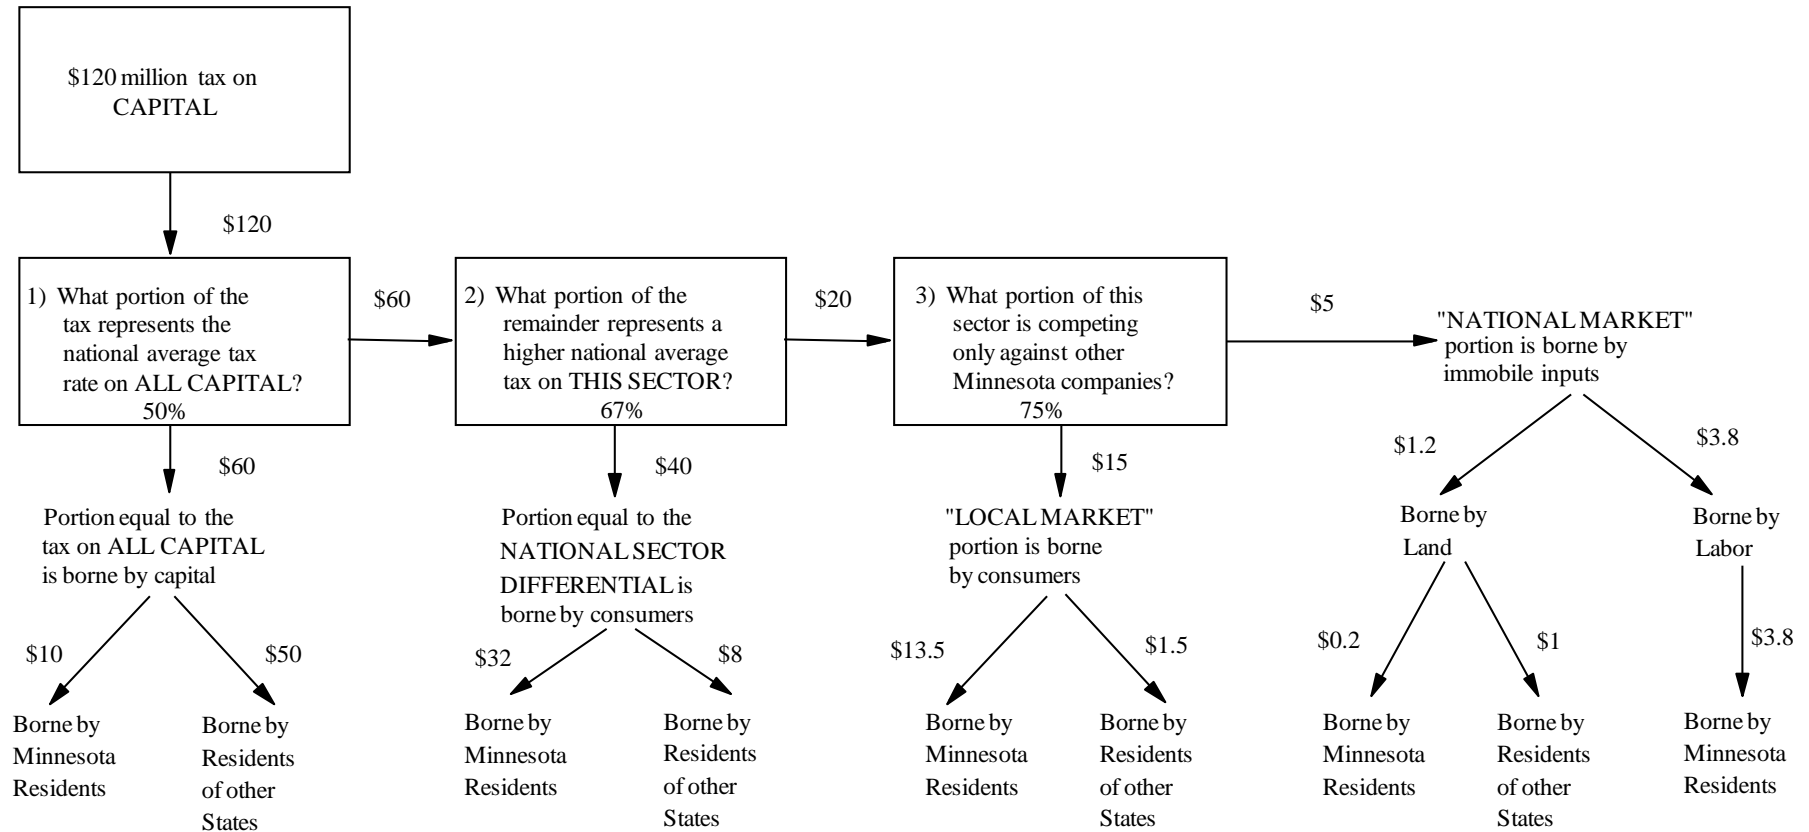 $120 million tax on
CAPITAL
$120
1) What portion of the
tax represents the
national average tax
rate on ALL CAPITAL?
50%
$60
2) What portion of the
remainder represents a
higher national average
tax on THIS SECTOR?
67%
$20
3) What portion of this
sector is competing
only against other
Minnesota companies?
75%
$5
"NATIONAL MARKET"
portion is borne by
immobile inputs
$60
Portion equal to the
tax on ALL CAPITAL
is borne by capital
$40
Portion equal to the
NATIONAL SECTOR
DIFFERENTIAL is
borne by consumers
$15
"LOCAL MARKET"
portion is borne
by consumers
$1.2
Borne by
Land
$3.8
Borne by
Labor
$10
Borne by
Minnesota
Residents
$50
Borne by
Residents
of other
States
$32
Borne by
Minnesota
Residents
$8
Borne by
Residents
of other
States
$13.5
Borne by
Minnesota
Residents
$1.5
Borne by
Residents
of other
States
$0.2
Borne by
Minnesota
Residents
$1
Borne by
Residents
of other
States
$3.8
Borne by
Minnesota
Residents